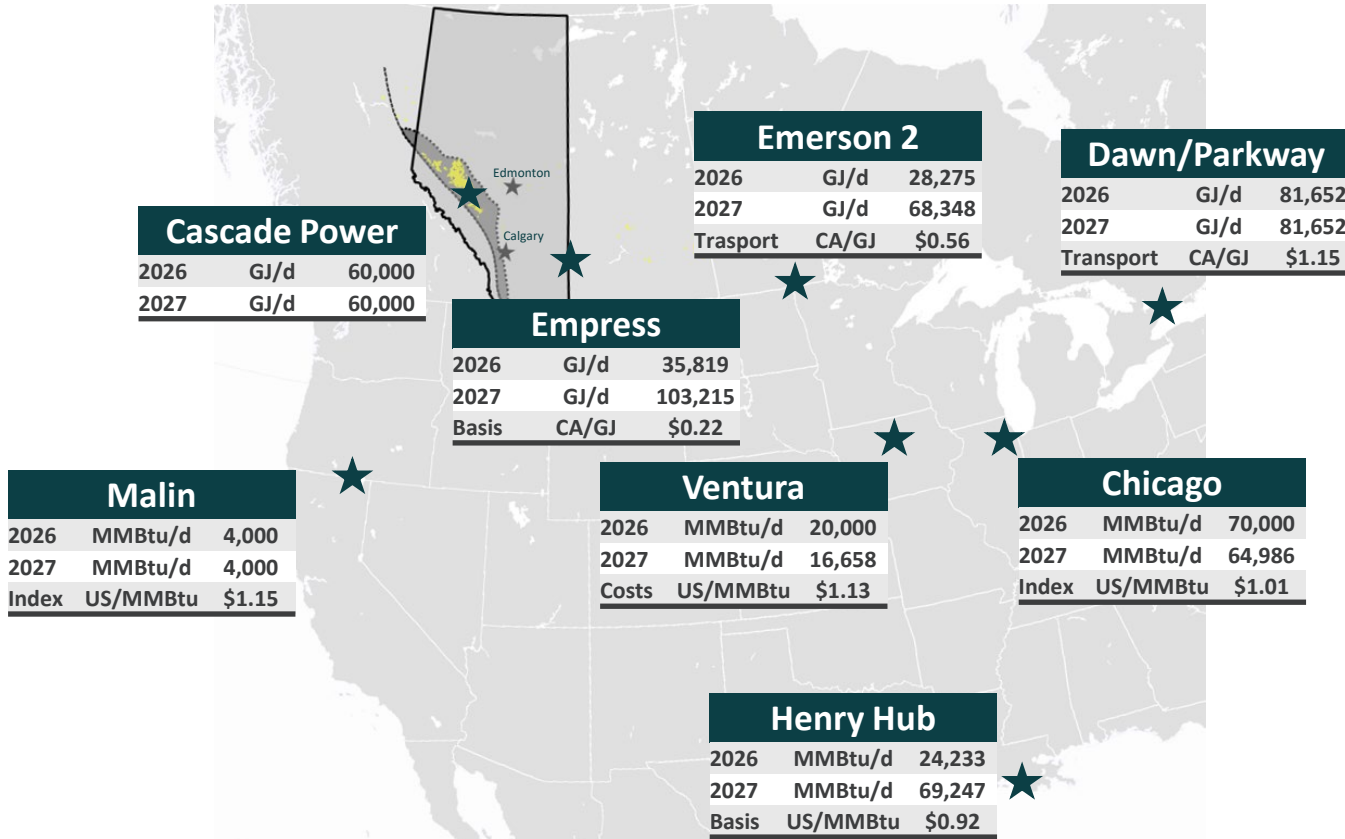 Edmonton
Calgary
Cascade Power
2026 GJ/d 60,000
2027 GJ/d 60,000
Emerson 2
2026 GJ/d 28,275
2027 GJ/d 68,348
Trasport CA/GJ $0.56
Dawn/Parkway
2026 GJ/d 81,652
2027 GJ/d 81,652
Transport CA/GJ $1.15
Empress
2026 GJ/d 35,819
2027 GJ/d 103,215
Basis CA/GJ $0.22
Malin
2026 MMBtu/d 4,000
2027 MMBtu/d 4,000
Index US/MMBtu $1.15
Ventura
2026 MMBtu/d 20,000
2027 MMBtu/d 16,658
Costs US/MMBtu $1.13
Chicago
2026 MMBtu/d 70,000
2027 MMBtu/d 64,986
Index US/MMBtu $1.01
Henry Hub
2026 MMBtu/d 24,233
2027 MMBtu/d 69,247
Basis US/MMBtu $0.92